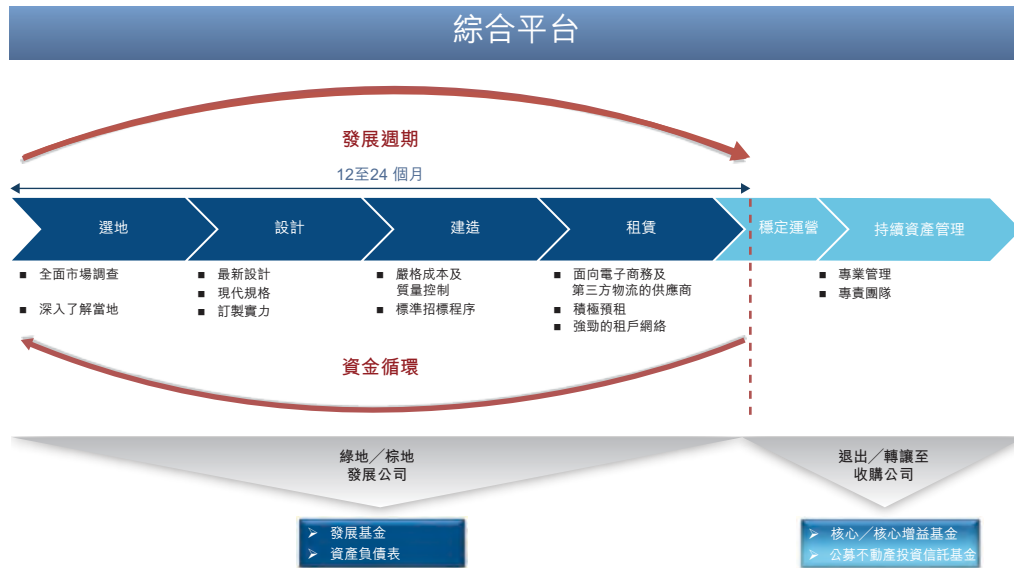 綜合平台
發展週期
12至24 個月
選地
設計
建造
租賃
穩定運營
持續資產管理
■ 全面市場調查
■ 深入了解當地
■ 最新設計
■ 現代規格
■ 訂製實力
■ 嚴格成本及
質量控制
■ 標準招標程序
■ 面向電子商務及
第三方物流的供應商
■ 積極預租
■ 強勁的租戶網絡
■ 專業管理
■ 專責團隊
資金循環
綠地／棕地
發展公司
退出／轉讓至
收購公司
➢ 發展基金
➢ 資產負債表
➢ 核心／核心增益基金
➢ 公募不動產投資信託基金